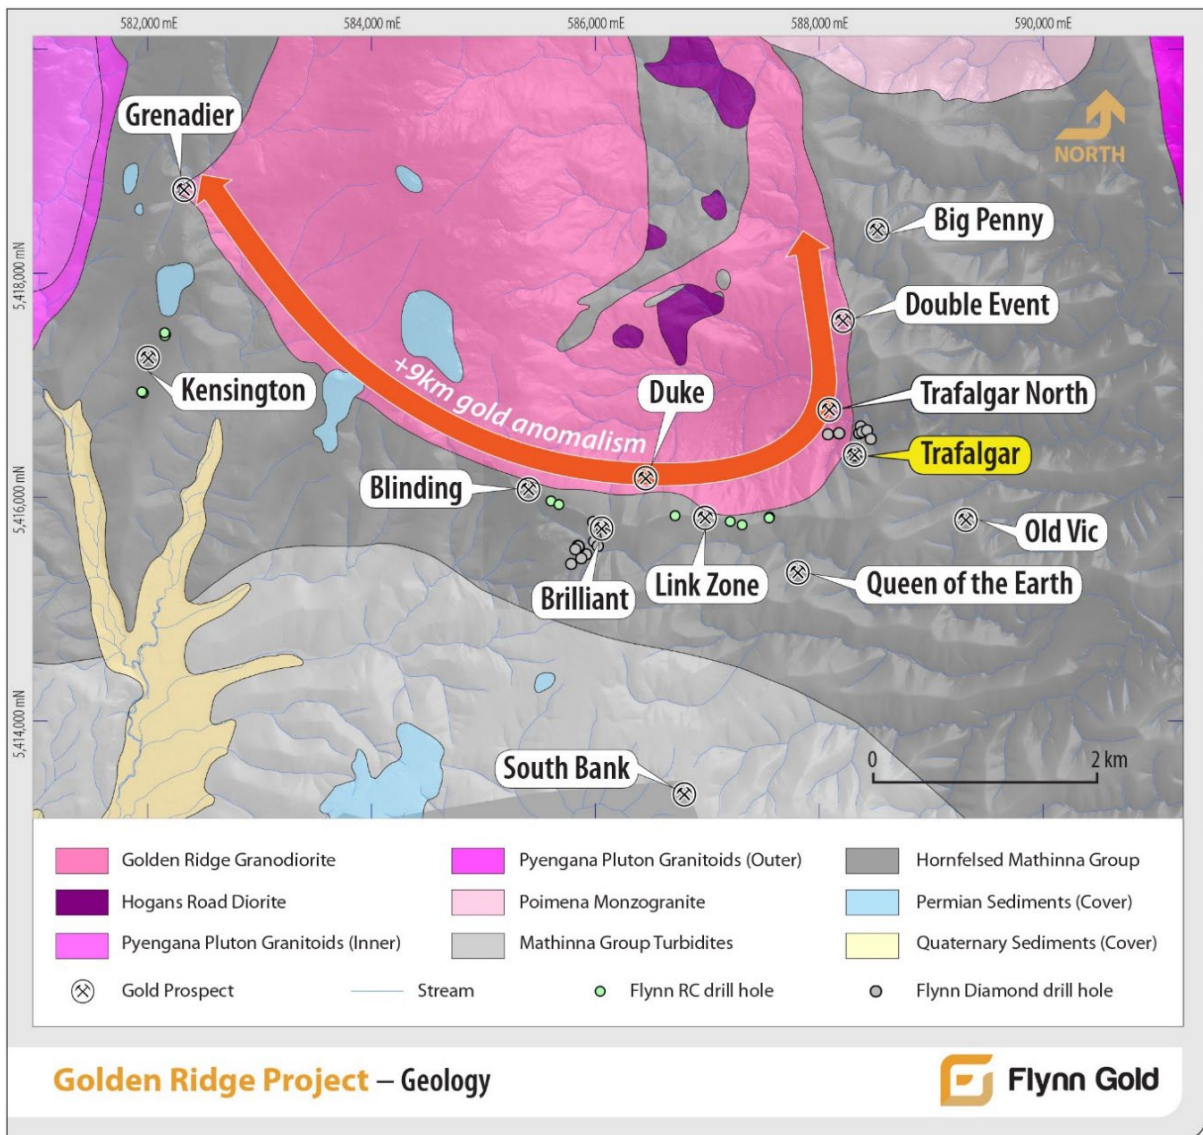 582,000 mE
584,000 mE
586,000 mE
588,000 mE
590,000 mE
Grenadier
NORTH
Big Penny
5,418,000 mN
Double Event
+9km gold anomalism
Duke
Kensington
Trafalgar North
Trafalgar
Blinding
5,416,000 mN
Old Vic
Brilliant
Link Zone
Queen of the Earth
5,414,000 mN
South Bank
0
2 km
Golden Ridge Granodiorite
Pyengana Pluton Granitoids (Outer)
Hornfelsed Mathinna Group
Hogans Road Diorite
Poimena Monzogranite
Permian Sediments (Cover)
Pyengana Pluton Granitoids (Inner)
Mathinna Group Turbidites
Quaternary Sediments (Cover)
Gold Prospect
Stream
Flynn RC drill hole
Flynn Diamond drill hole
Golden Ridge Project – Geology
Flynn Gold